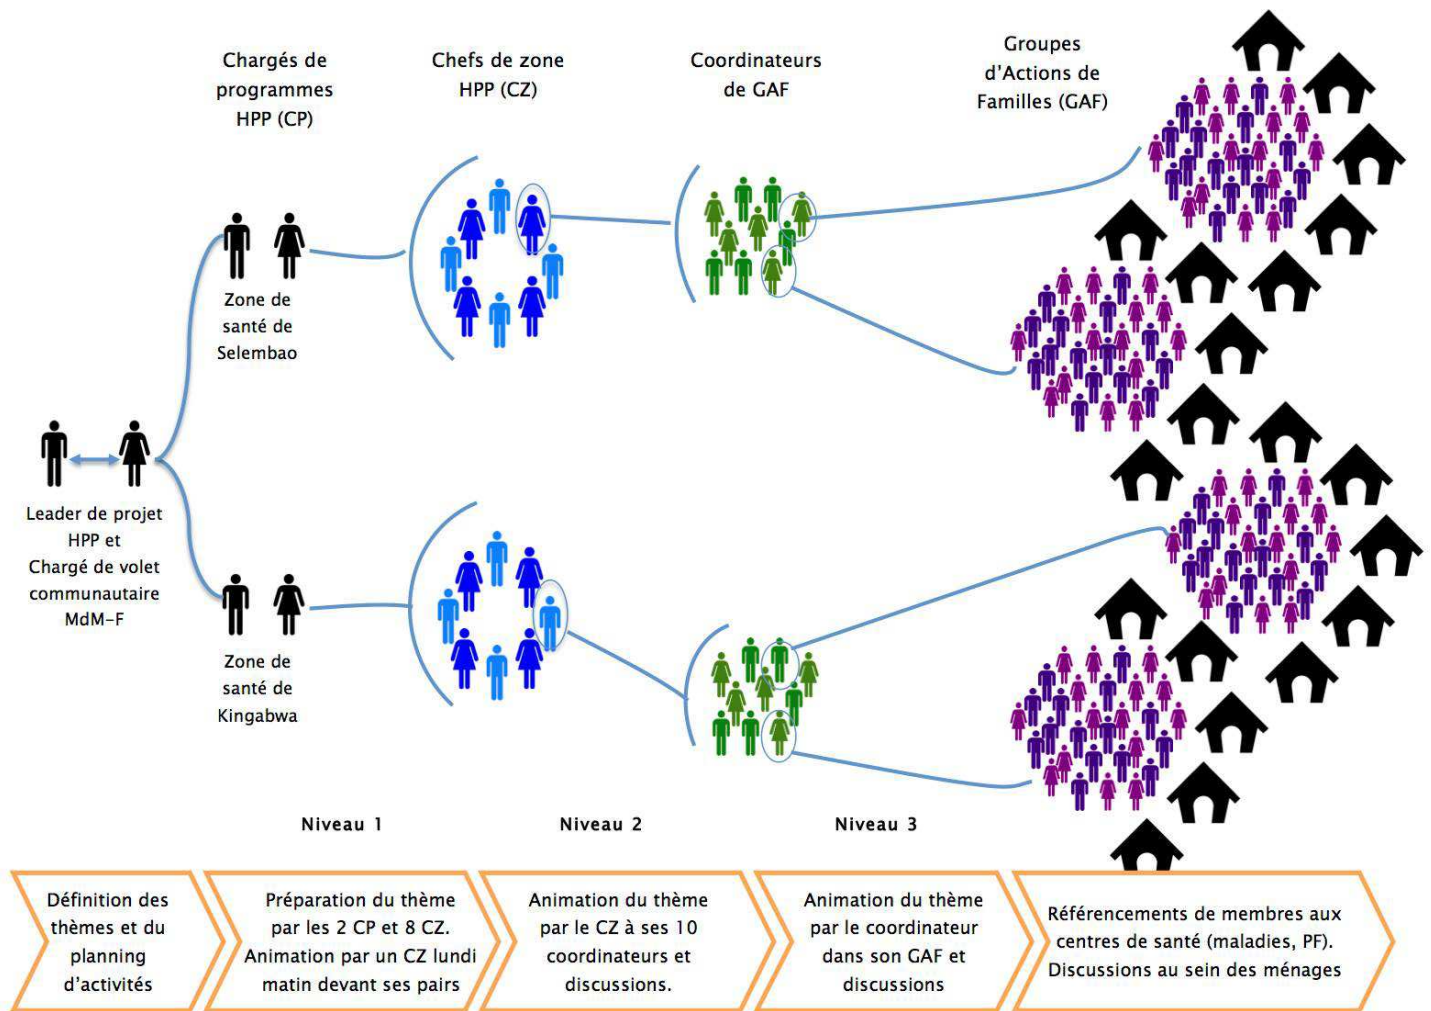 Chargés de
programmes
HPP (CP)
Chefs de zone
HPP (CZ)
Coordinateurs
de GAF
Groupes
d'Actions de
Familles (GAF)
Zone de
santé de
Selembao
Leader de projet
HPP et
Chargé de volet
communautaire
MdM-F
Zone de
santé de
Kingabwa
Niveau 1
Niveau 2
Niveau 3
Définition des
thèmes et du
planning
d'activités
Préparation du thème
par les 2 CP et 8 CZ.
Animation par un CZ lundi
matin devant ses pairs
Animation du thème
par le CZ à ses 10
coordinateurs et
discussions.
Animation du thème
par le coordinateur
dans son GAF et
discussions
Référencements de membres aux
centres de santé (maladies, PF).
Discussions au sein des ménages